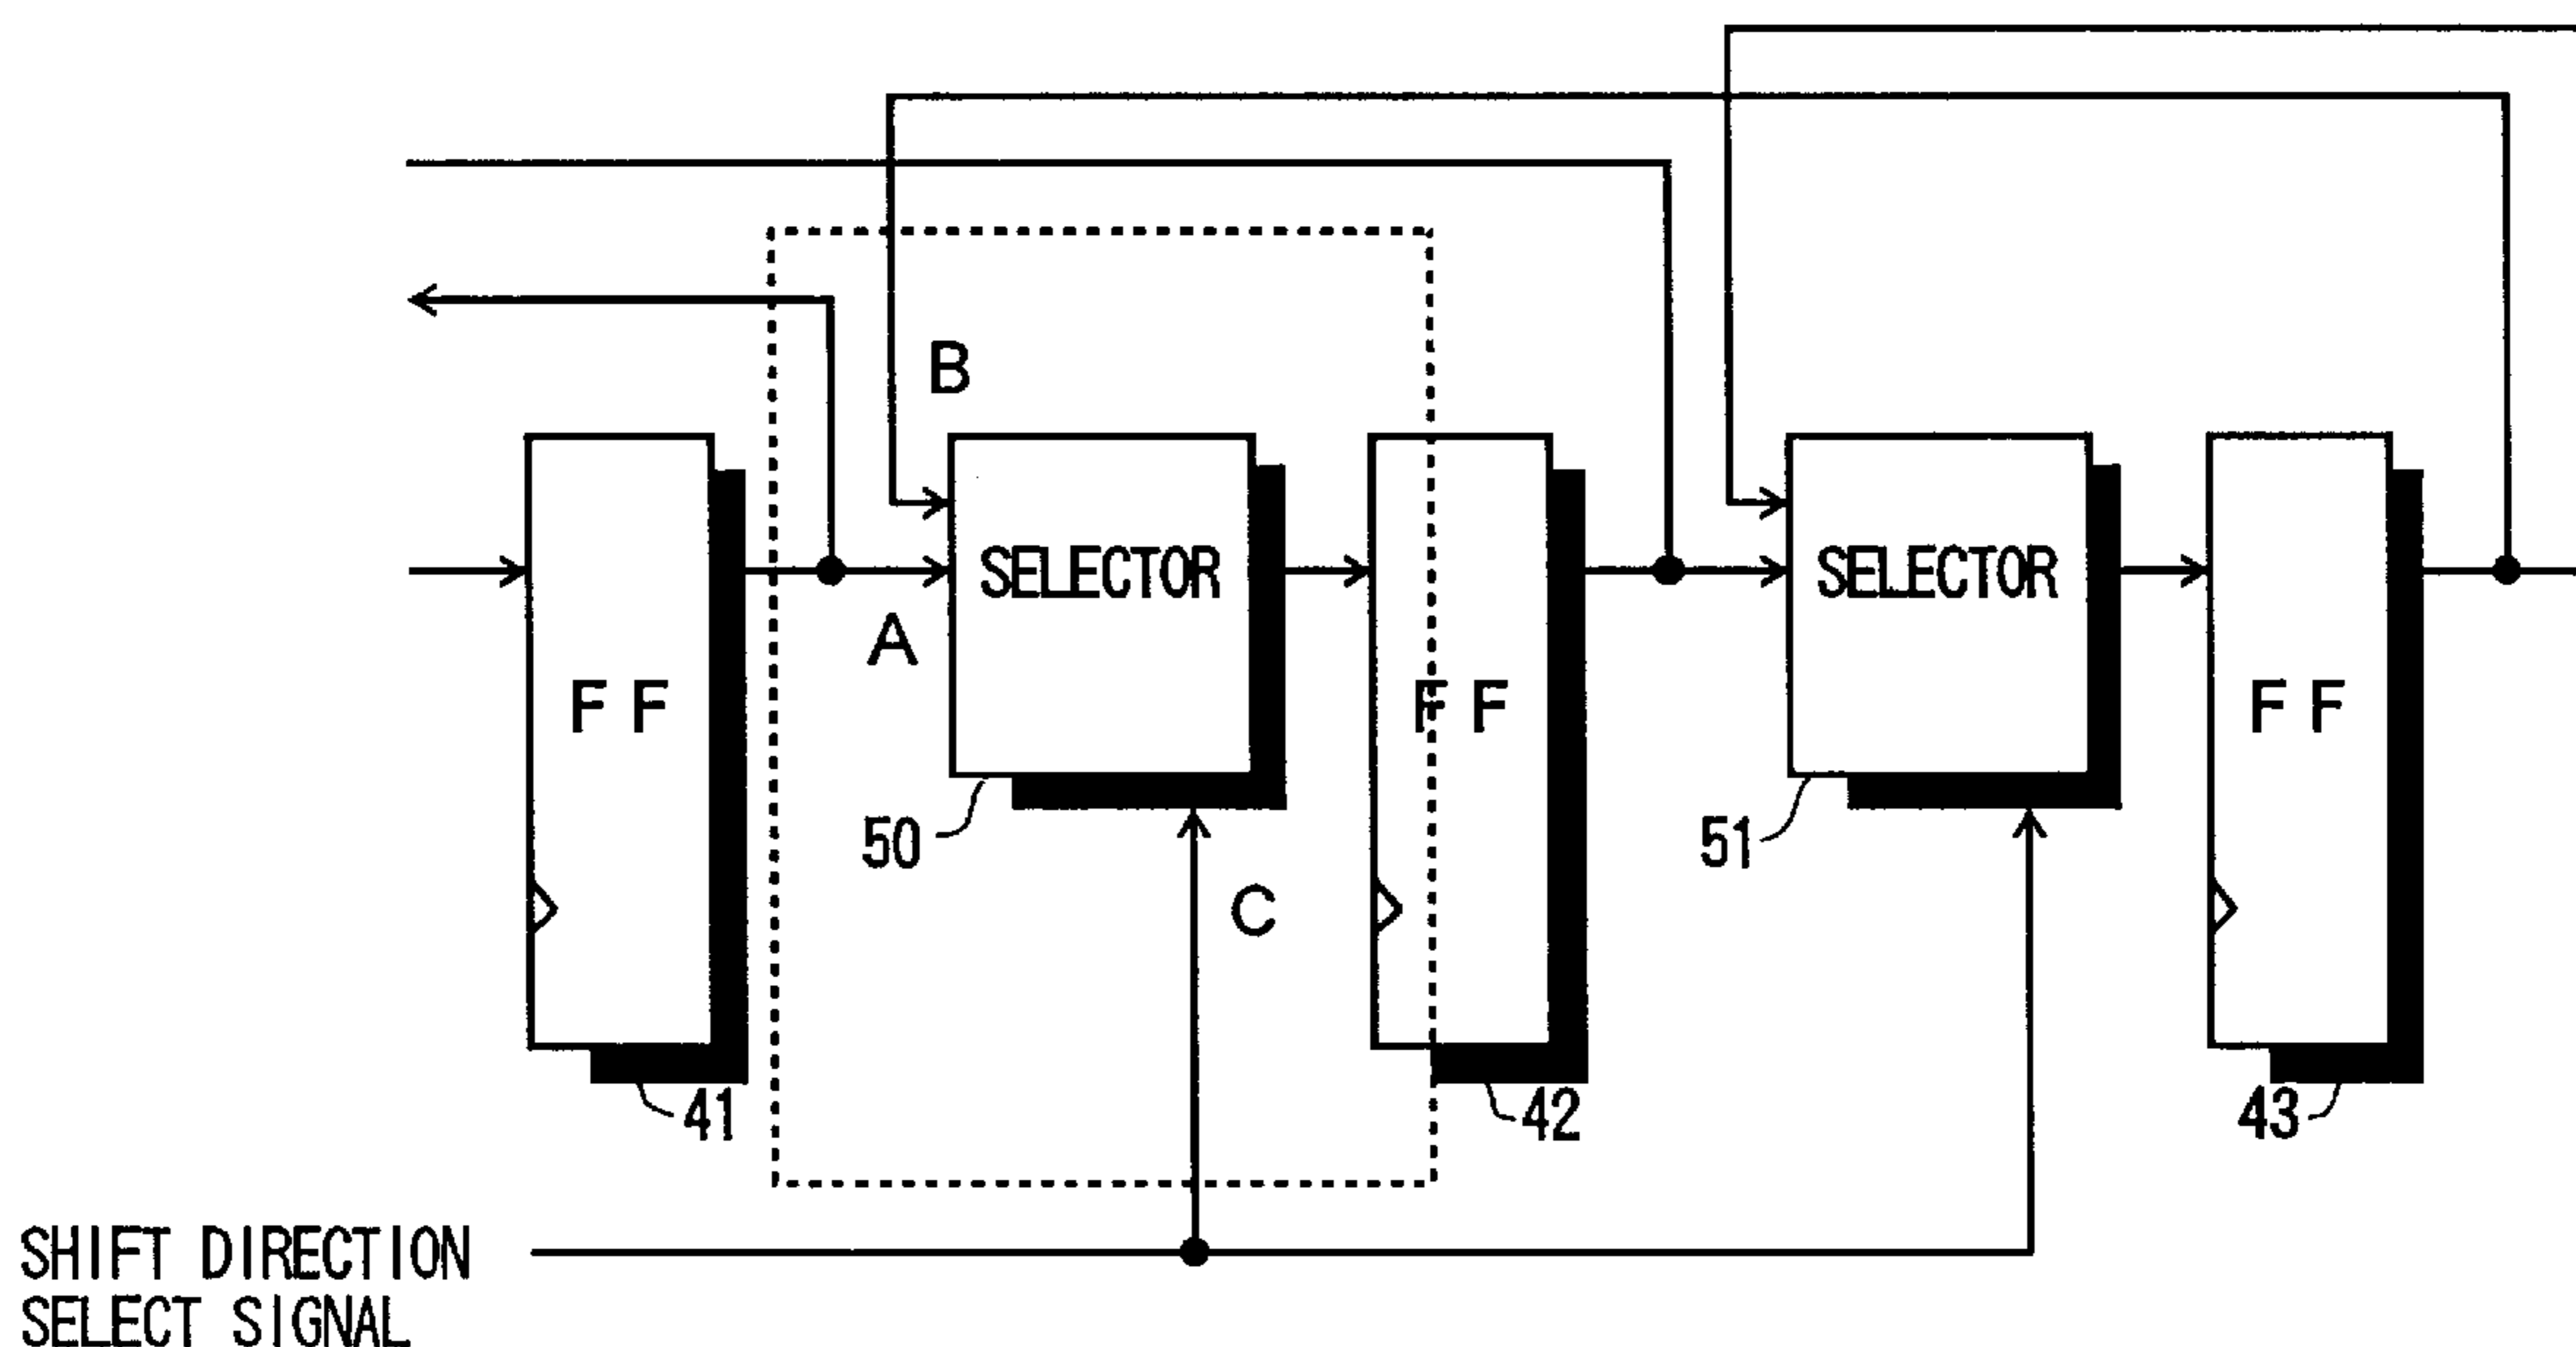 B
SELECTOR
SELECTOR
A
F F
F F
F F
50
51
C
41
42
43
SHIFT DIRECTION
SELECT SIGNAL